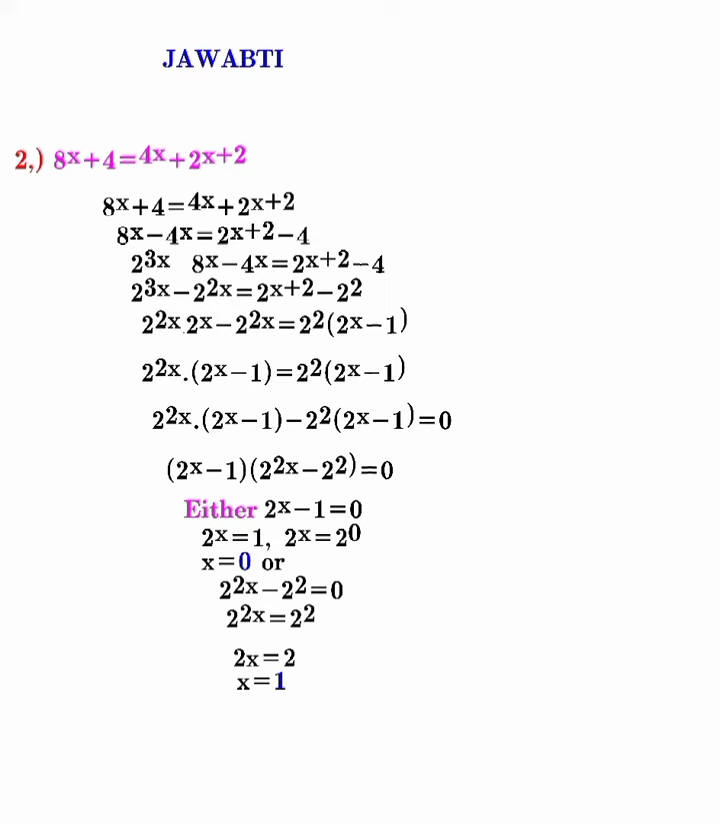 JAWABTI
2,) 8ˣ+4=4ˣ+2ˣ⁺²
8ˣ+4=4ˣ+2ˣ⁺²
8ˣ−4ˣ=2ˣ⁺²−4
2³ˣ 8ˣ−4ˣ=2ˣ⁺²−4
2³ˣ−2²ˣ=2ˣ⁺²−2²
2²ˣ 2ˣ−2²ˣ=2²(2ˣ−1)
2²ˣ.(2ˣ−1)=2²(2ˣ−1)
2²ˣ.(2ˣ−1)−2²(2ˣ−1)=0
(2ˣ−1)(2²ˣ−2²)=0
Either 2ˣ−1=0
2ˣ=1, 2ˣ=2⁰
x=0 or
2²ˣ−2²=0
2²ˣ=2²
2x=2
x=1